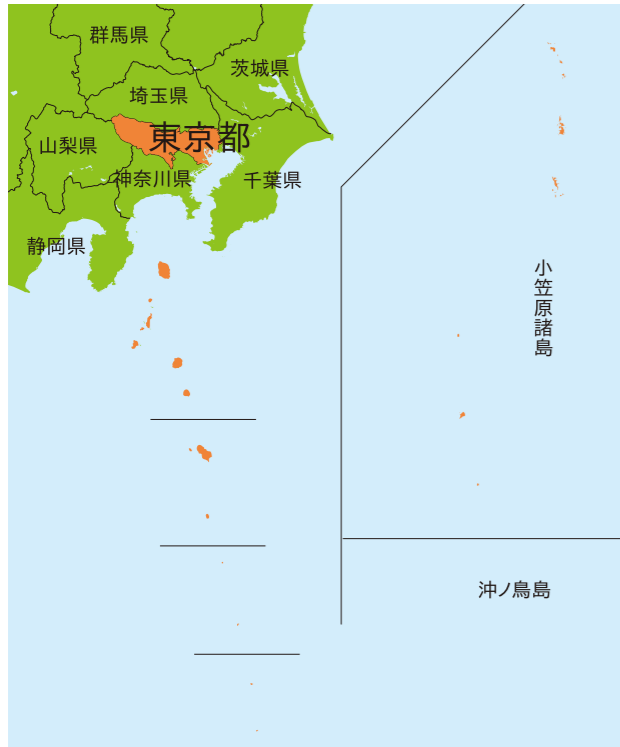 群馬県
茨城県
埼玉県
東京都
山梨県
神奈川県
千葉県
静岡県
小笠原諸島
沖ノ鳥島